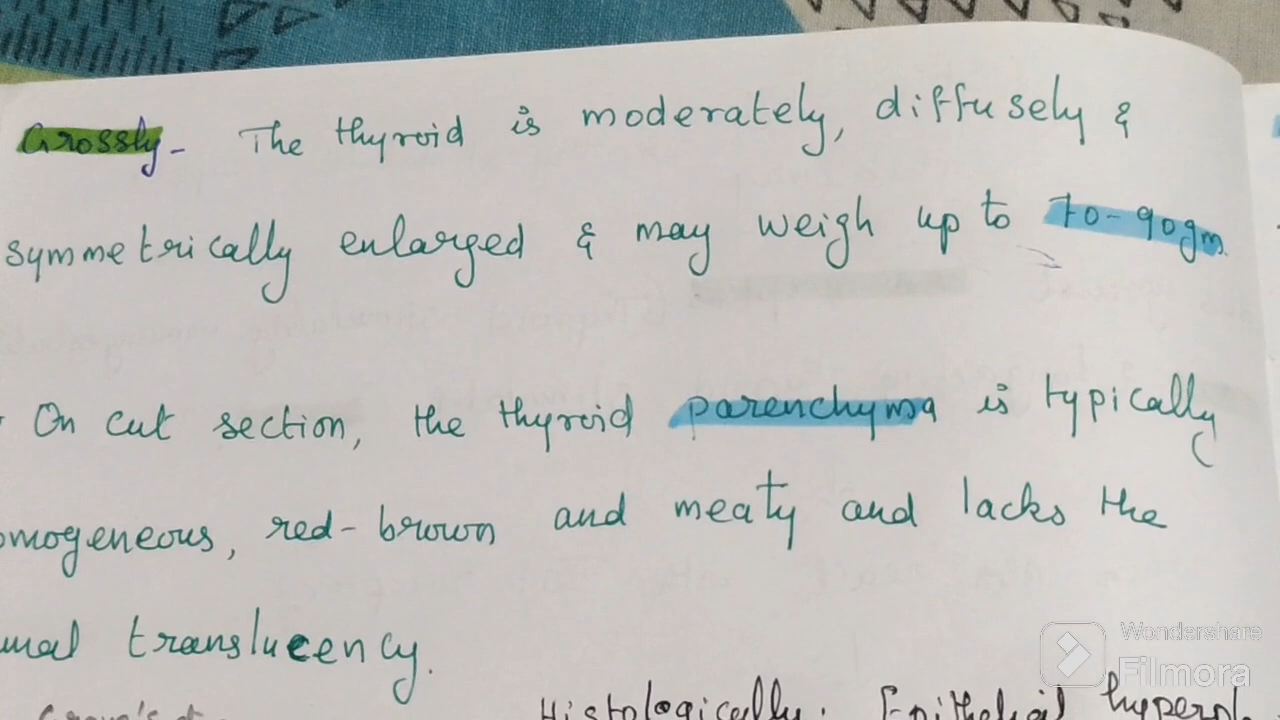 Grossly - The thyroid is moderately, diffusely &
symmetrically enlarged & may weigh up to 70-90gm.
On cut section, the thyroid parenchyma is typically
omogeneous, red-brown and meaty and lacks the
mal translucency.
Histologically. Epithelial hyperpl
Wondershare
Filmora